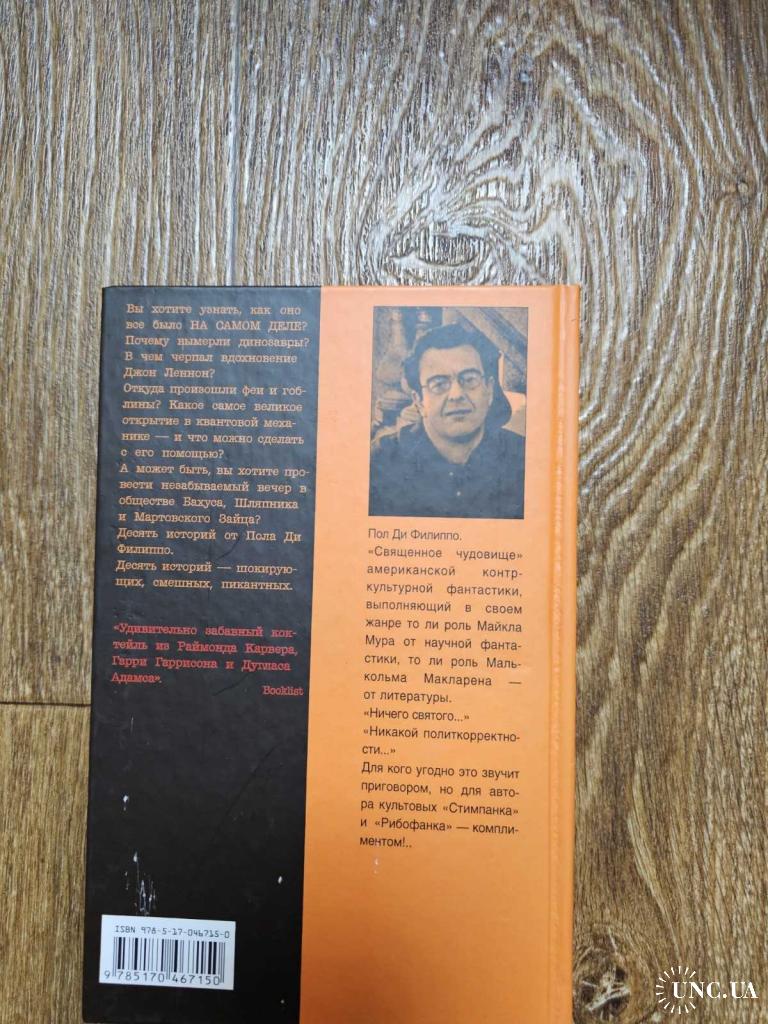 Вы хотите узнать, как оно
все было НА САМОМ ДЕЛЕ?
Почему вымерли динозавры?
В чем черпал вдохновение
Джон Леннон?
Откуда произошли феи и гоб-
лины? Какое самое великое
открытие в квантовой меха-
нике — и что можно сделать
с его помощью?
А может быть, вы хотите про-
вести незабываемый вечер в
обществе Бахуса, Шляпника
и Мартовского Зайца?
Десять историй от Пола Ди
Филиппо.
Десять историй — шокирую-
щих, смешных, пикантных.
«Удивительно забавный кок-
тейль из Раймонда Карвера,
Гарри Гаррисона и Дугласа
Адамса».
Booklist
ISBN 978-5-17-046715-0
9 785170 467150
Пол Ди Филиппо.
«Священное чудовище»
американской контр-
культурной фантастики,
выполняющий в своем
жанре то ли роль Майкла
Мура от научной фанта-
стики, то ли роль Маль-
кольма Макларена —
от литературы.
«Ничего святого...»
«Никакой политкорректно-
сти...»
Для кого угодно это звучит
приговором, но для авто-
ра культовых «Стимпанка»
и «Рибофанка» — компли-
ментом!..
UNC.UA